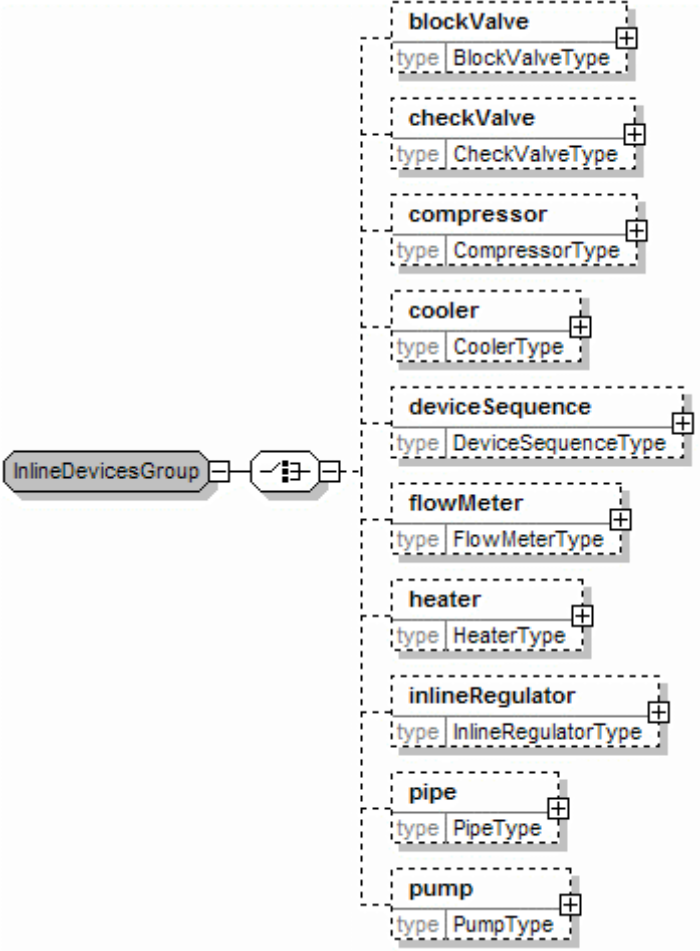 blockValve
type BlockValveType
checkValve
type CheckValveType
compressor
type CompressorType
cooler
type CoolerType
deviceSequence
type DeviceSequenceType
InlineDevicesGroup
flowMeter
type FlowMeterType
heater
type HeaterType
inlineRegulator
type InlineRegulatorType
pipe
type PipeType
pump
type PumpType